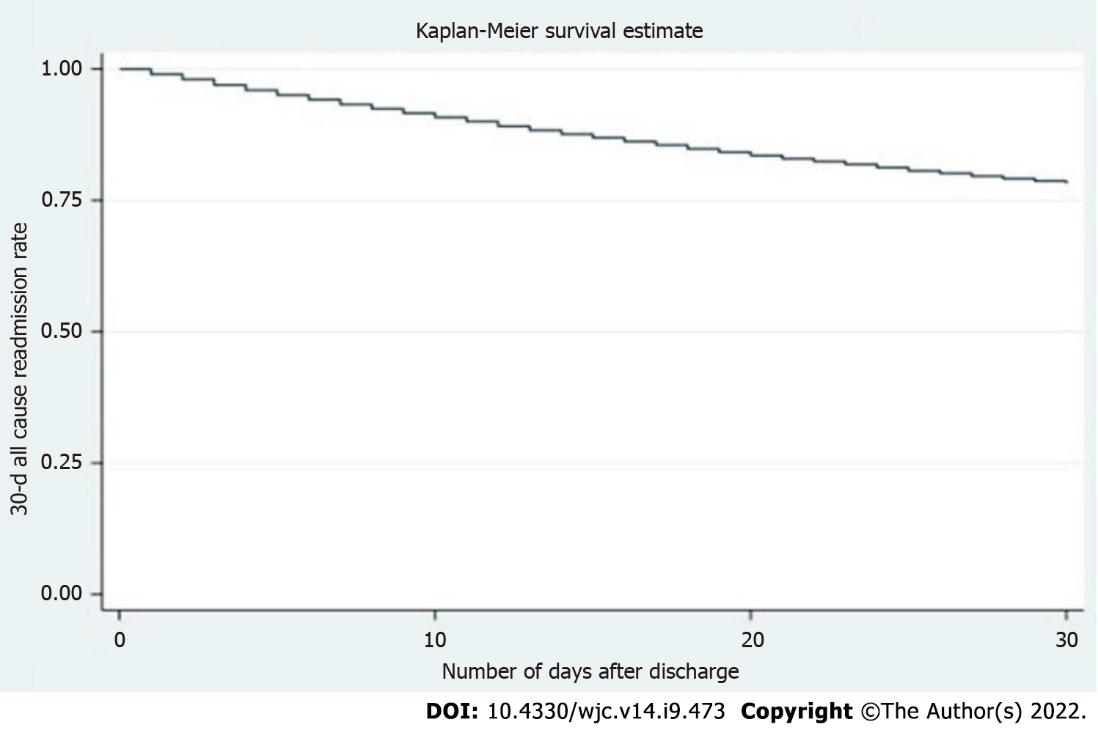 Kaplan-Meier survival estimate
1.00
0.75
0.50
0.25
0.00
30-d all cause readmission rate
0 10 20 30
Number of days after discharge
DOI: 10.4330/wjc.v14.i9.473 Copyright ©The Author(s) 2022.